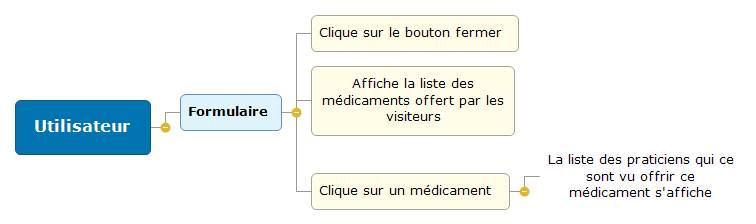 Utilisateur
Formulaire
Clique sur le bouton fermer
Affiche la liste des
médicaments offert par les
visiteurs
Clique sur un médicament
La liste des praticiens qui ce
sont vu offrir ce
médicament s'affiche